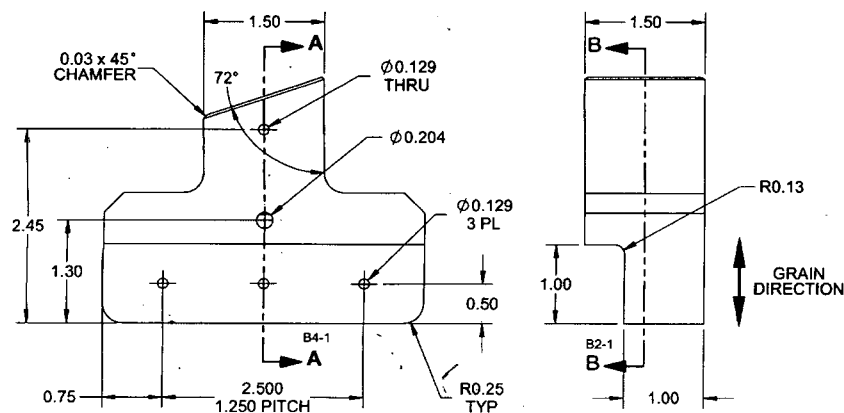 1.50
A
0.03 x 45°
CHAMFER
72°
Ø0.129
THRU
Ø0.204
2.45
1.30
Ø0.129
3 PL
0.50
B4-1
A
0.75
2.500
1.250 PITCH
R0.25
TYP
1.50
B
R0.13
1.00
GRAIN
DIRECTION
B2-1
B
1.00